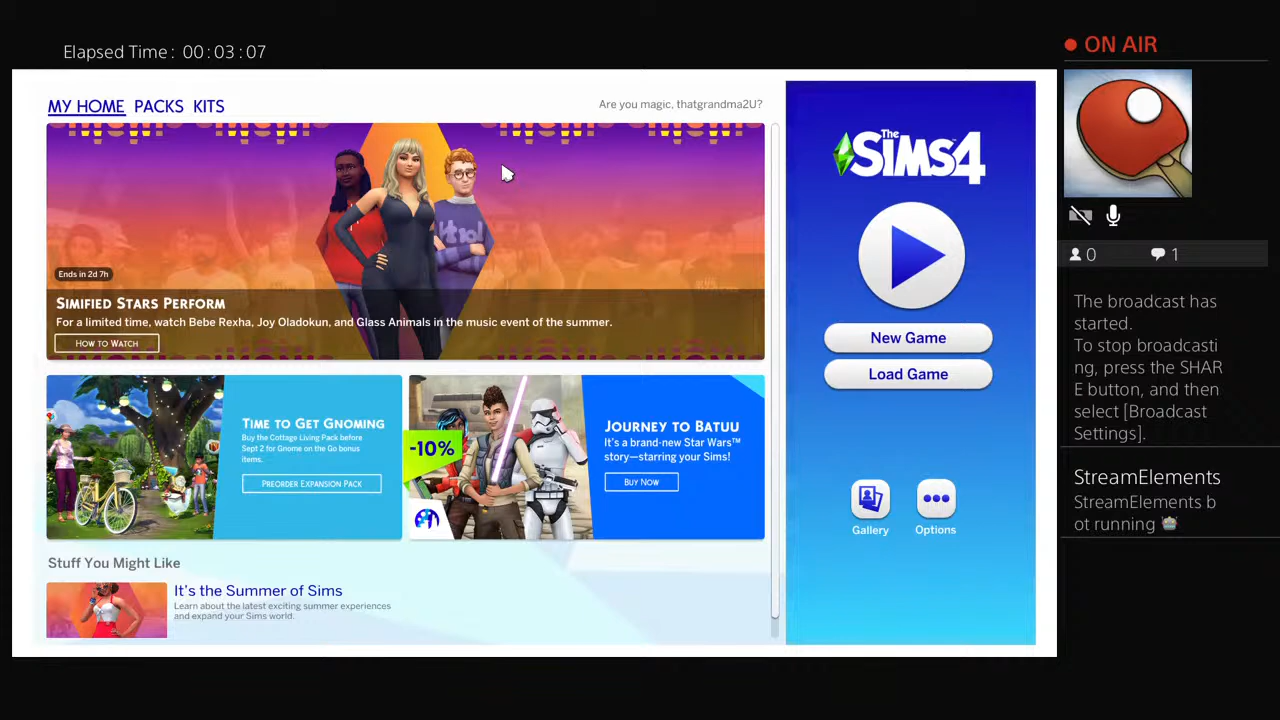 Elapsed Time: 00:03:07
ON AIR
MY HOME PACKS KITS
Are you magic, thatgrandma2U?
Ends in 2d 7h
SIMIFIED STARS PERFORM
For a limited time, watch Bebe Rexha, Joy Oladokun, and Glass Animals in the music event of the summer.
HOW TO WATCH
TIME TO GET GNOMING
Buy the Cottage Living Pack before
Sept 2 for Gnome on the Go bonus
items.
PREORDER EXPANSION PACK
-10%
JOURNEY TO BATUU
It's a brand-new Star Wars™
story—starring your Sims!
BUY NOW
Stuff You Might Like
It's the Summer of Sims
Learn about the latest exciting summer experiences
and expand your Sims world.
THE SIMS4
New Game
Load Game
Gallery
Options
0 1
The broadcast has
started.
To stop broadcasti
ng, press the SHAR
E button, and then
select [Broadcast
Settings].
StreamElements
StreamElements b
ot running